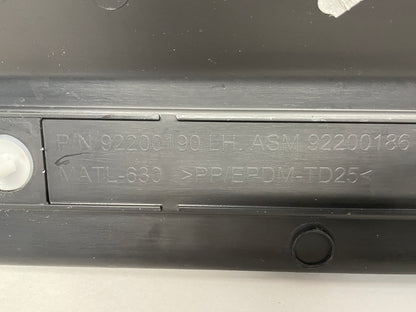 P/N 92200190 LH. ASM 92200186
MATL-630 >PP/EPDM-TD25<